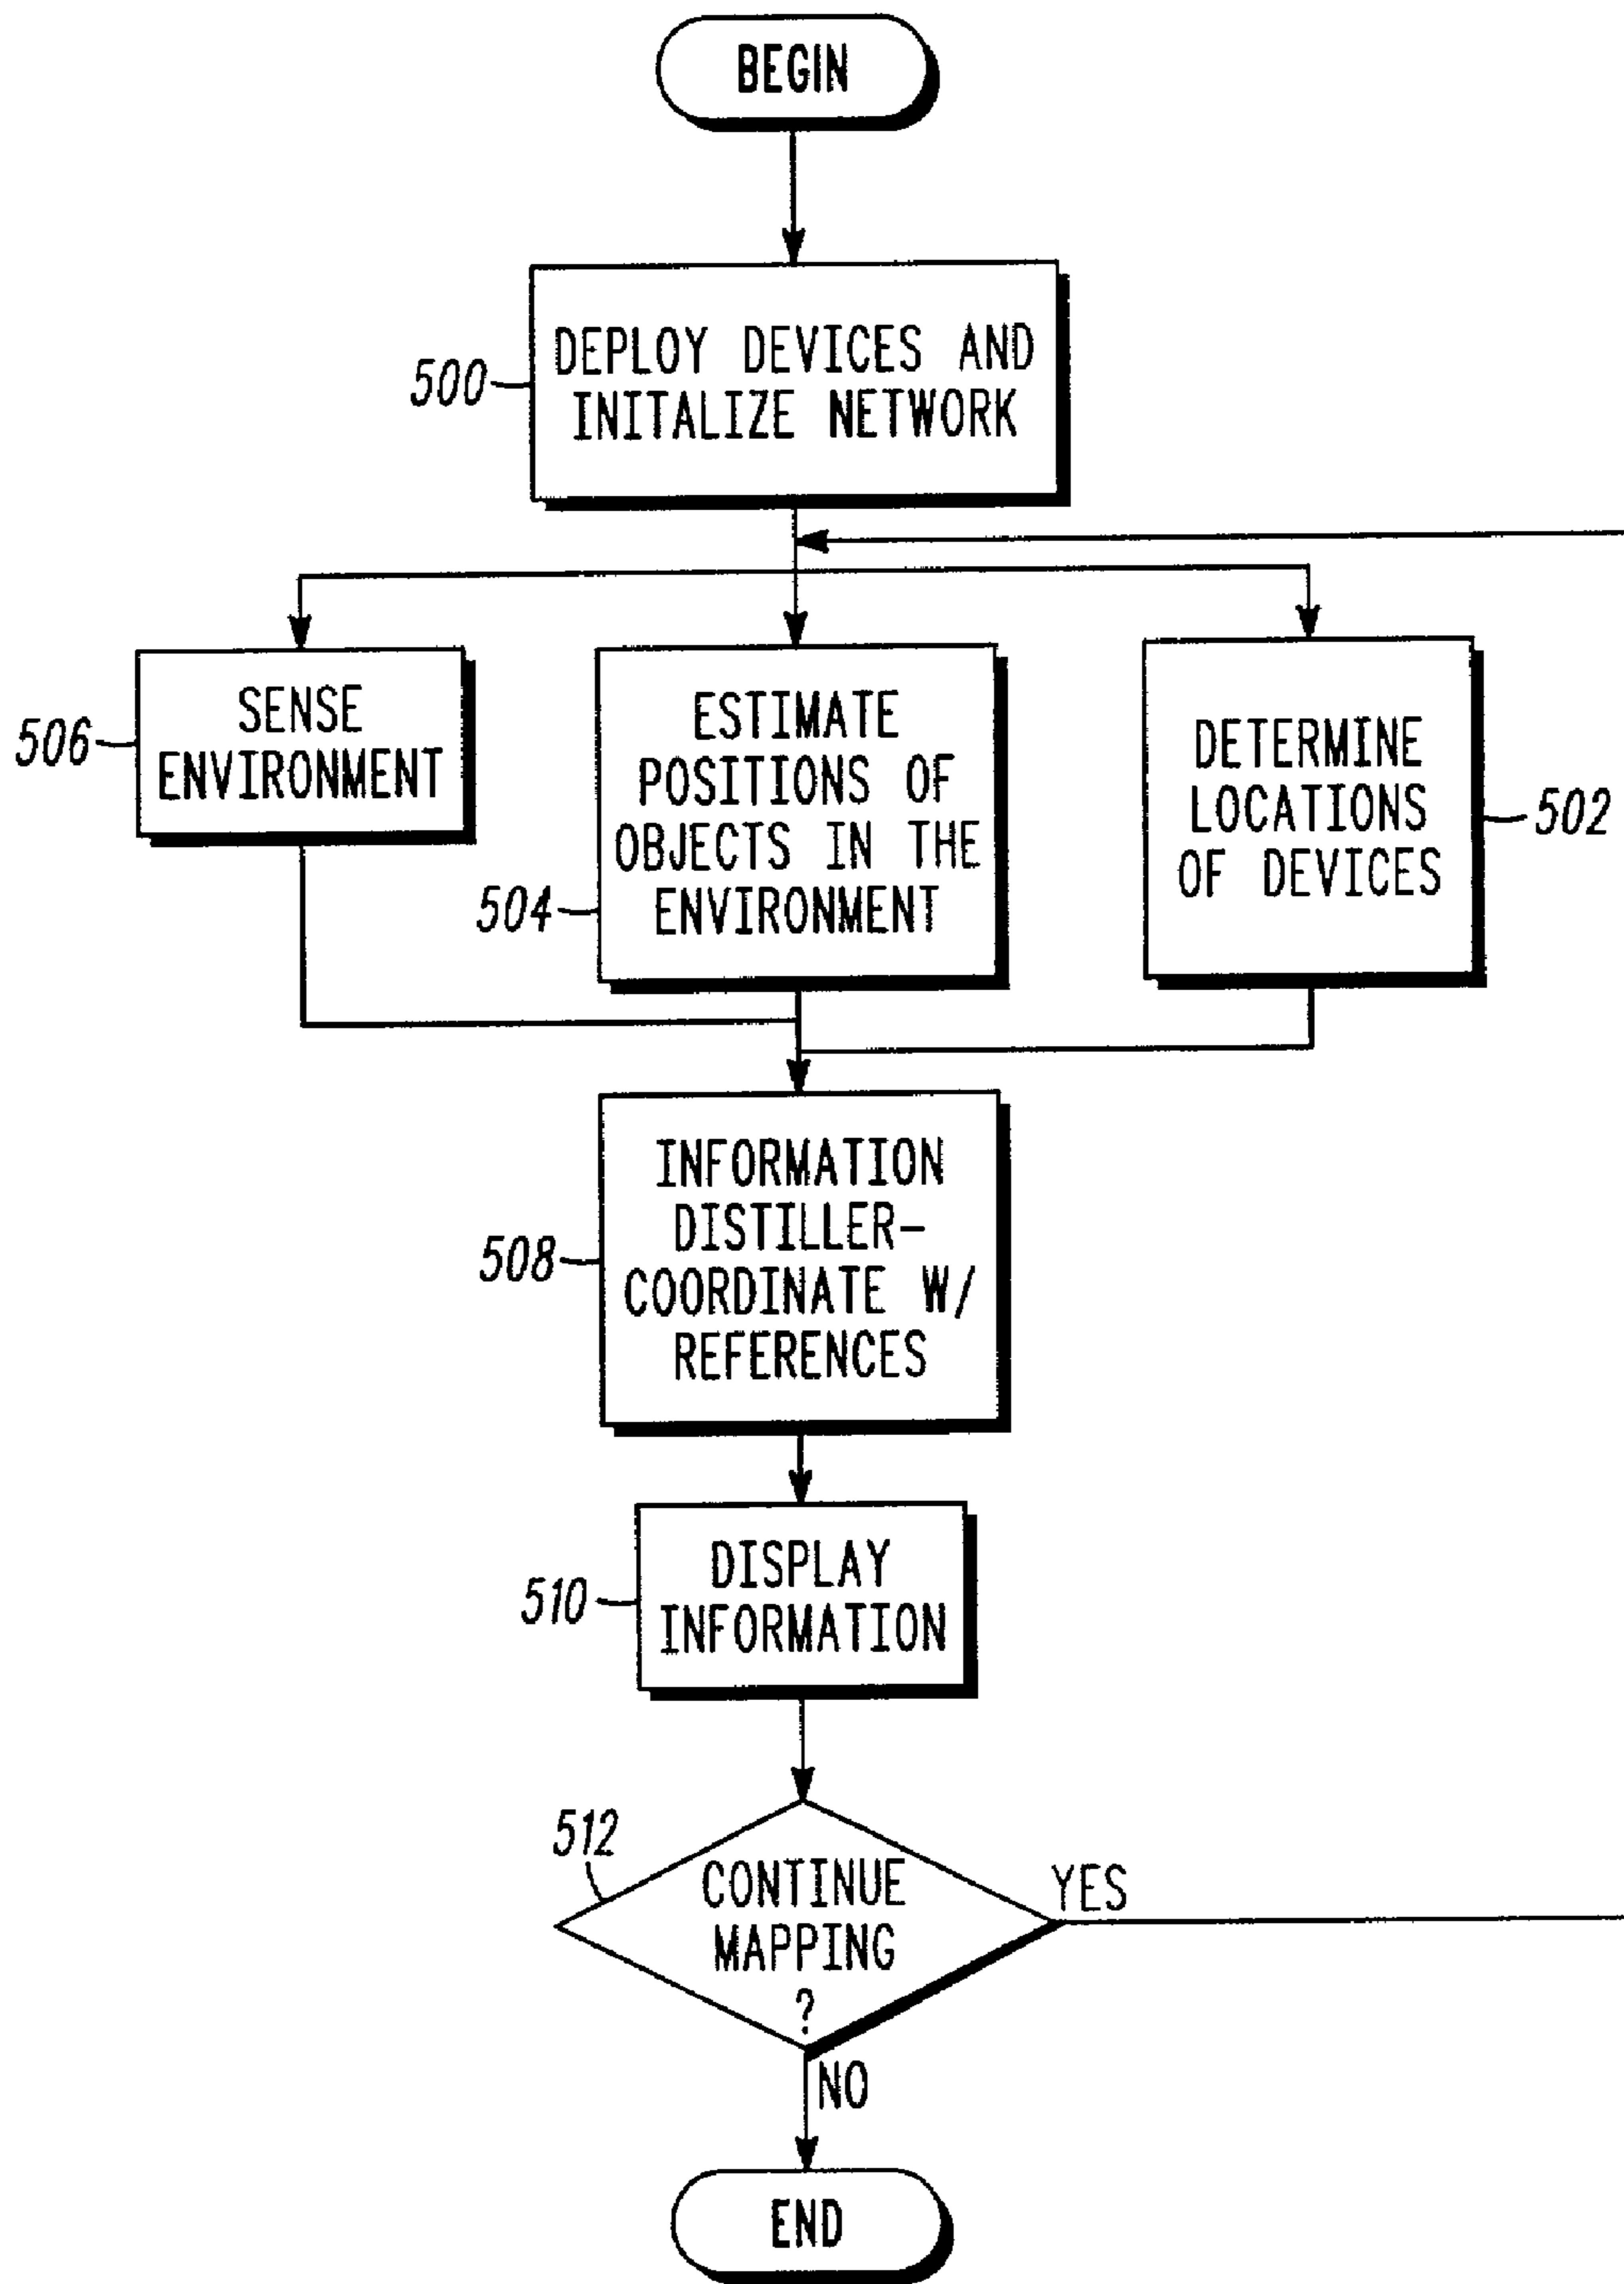 BEGIN
500
DEPLOY DEVICES AND
INITALIZE NETWORK
506
SENSE
ENVIRONMENT
504
ESTIMATE
POSITIONS OF
OBJECTS IN THE
ENVIRONMENT
DETERMINE
LOCATIONS
OF DEVICES
502
508
INFORMATION
DISTILLER-
COORDINATE W/
REFERENCES
510
DISPLAY
INFORMATION
512
CONTINUE
MAPPING
?
YES
NO
END